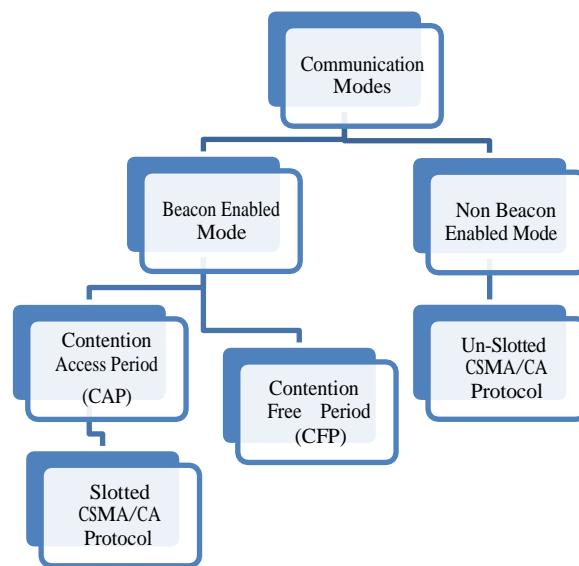 Communication
Modes
Beacon Enabled
Mode
Non Beacon
Enabled Mode
Contention
Access Period
(CAP)
Contention
Free Period
(CFP)
Un-Slotted
CSMA/CA
Protocol
Slotted
CSMA/CA
Protocol